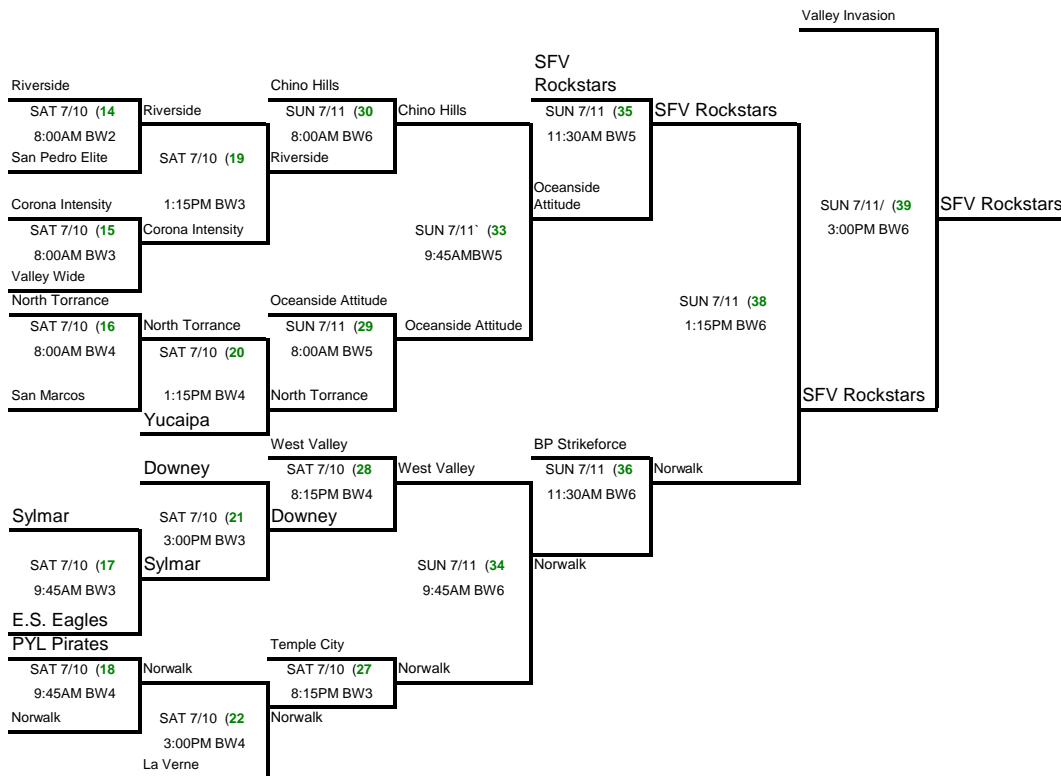 Valley Invasion
SFV
Rockstars
Riverside
Chino Hills
SAT 7/10 (14
Riverside
SUN 7/11 (30
Chino Hills
SUN 7/11 (35
SFV Rockstars
8:00AM BW2
8:00AM BW6
11:30AM BW5
San Pedro Elite
SAT 7/10 (19
Riverside
Oceanside
Attitude
Corona Intensity
1:15PM BW3
SUN 7/11/ (39
SFV Rockstars
SAT 7/10 (15
Corona Intensity
SUN 7/11` (33
3:00PM BW6
8:00AM BW3
9:45AMBW5
Valley Wide
North Torrance
Oceanside Attitude
SUN 7/11 (38
SAT 7/10 (16
North Torrance
SUN 7/11 (29
Oceanside Attitude
1:15PM BW6
8:00AM BW4
SAT 7/10 (20
8:00AM BW5
San Marcos
1:15PM BW4
North Torrance
SFV Rockstars
Yucaipa
West Valley
BP Strikeforce
Downey
SAT 7/10 (28
West Valley
SUN 7/11 (36
Norwalk
8:15PM BW4
11:30AM BW6
Sylmar
SAT 7/10 (21
Downey
3:00PM BW3
SAT 7/10 (17
Sylmar
SUN 7/11 (34
Norwalk
9:45AM BW3
9:45AM BW6
E.S. Eagles
PYL Pirates
Temple City
SAT 7/10 (18
Norwalk
SAT 7/10 (27
Norwalk
9:45AM BW4
8:15PM BW3
Norwalk
SAT 7/10 (22
Norwalk
3:00PM BW4
La Verne